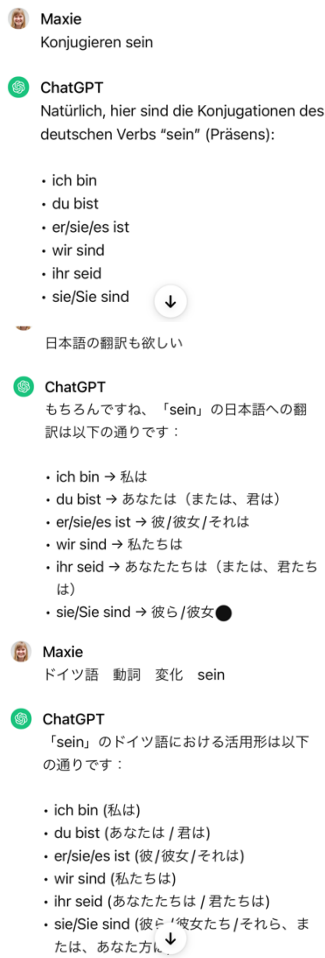 Maxie
Konjugieren sein
ChatGPT
Natürlich, hier sind die Konjugationen des
deutschen Verbs “sein” (Präsens):
• ich bin
• du bist
• er/sie/es ist
• wir sind
• ihr seid
• sie/Sie sind
日本語の翻訳も欲しい
ChatGPT
もちろんですね、「sein」の日本語への翻
訳は以下の通りです：
• ich bin → 私は
• du bist → あなたは（または、君は）
• er/sie/es ist → 彼/彼女/それは
• wir sind → 私たちは
• ihr seid → あなたたちは（または、君たち
は）
• sie/Sie sind → 彼ら/彼女
Maxie
ドイツ語　動詞　変化　sein
ChatGPT
「sein」のドイツ語における活用形は以下
の通りです：
• ich bin (私は)
• du bist (あなたは / 君は)
• er/sie/es ist (彼/彼女/それは)
• wir sind (私たちは)
• ihr seid (あなたたちは / 君たちは)
• sie/Sie sind (彼ら/彼女たち/それら、ま
たは、あなた方は)